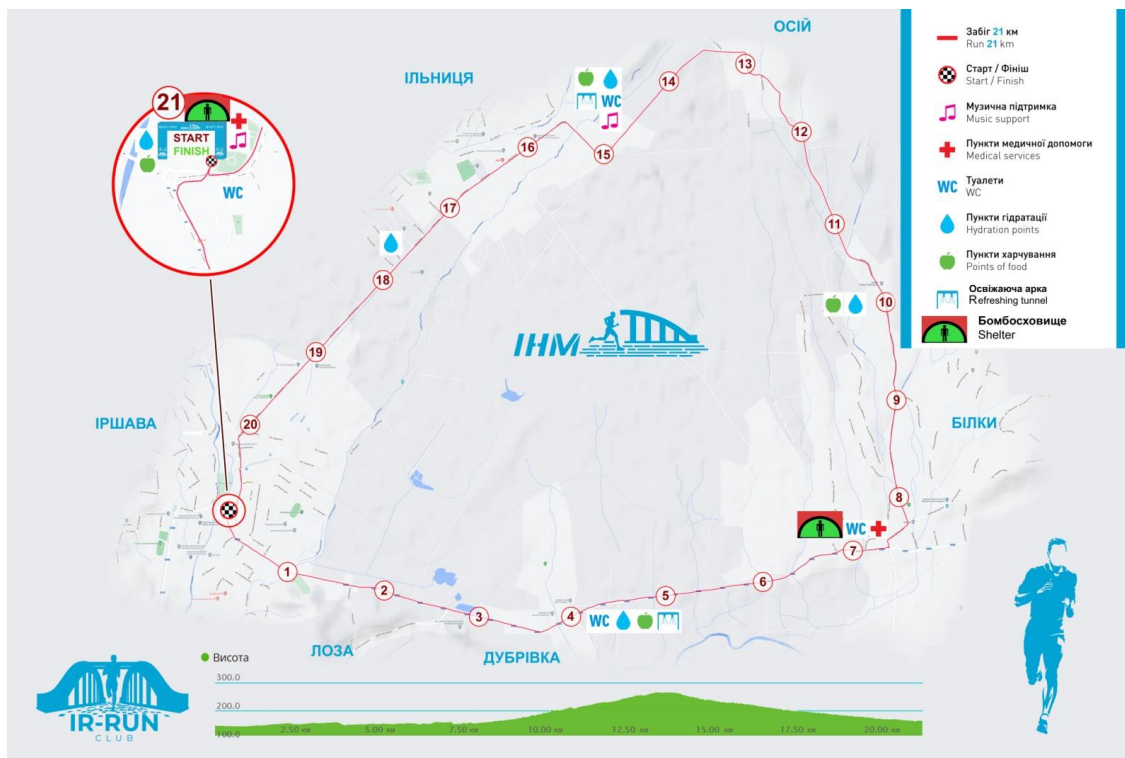 ОСІЙ
ІЛЬНИЦЯ
21
START
FINISH
WC
WC
14
13
12
15
16
17
11
18
10
19
9
20
ІРШАВА
БІЛКИ
8
WC
7
1
2
3
4
5
6
WC
ЛОЗА
ДУБРІВКА
ІНМ
Забіг 21 км
Run 21 km
Старт / Фініш
Start / Finish
Музична підтримка
Music support
Пункти медичної допомоги
Medical services
WC
Туалети
WC
Пункти гідратації
Hydration points
Пункти харчування
Points of food
Освіжаюча арка
Refreshing tunnel
Бомбосховище
Shelter
IR-RUN
CLUB
Висота
300.0
200.0
100.0
2.50 км
5.00 км
7.50 км
10.00 км
12.50 км
15.00 км
17.50 км
20.00 км